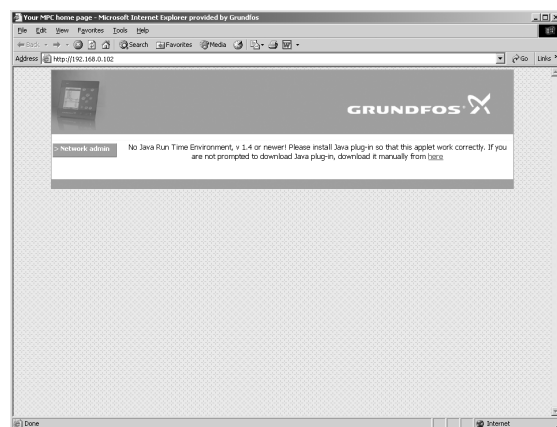 Your MPC home page - Microsoft Internet Explorer provided by Grundfos
File Edit View Favorites Tools Help
Back Search Favorites Media
Address http://192.168.0.102 Go Links
GRUNDFOS
> Network admin
No Java Run Time Environment, v 1.4 or newer! Please install Java plug-in so that this applet work correctly. If you
are not prompted to download Java plug-in, download it manually from here
Done Internet